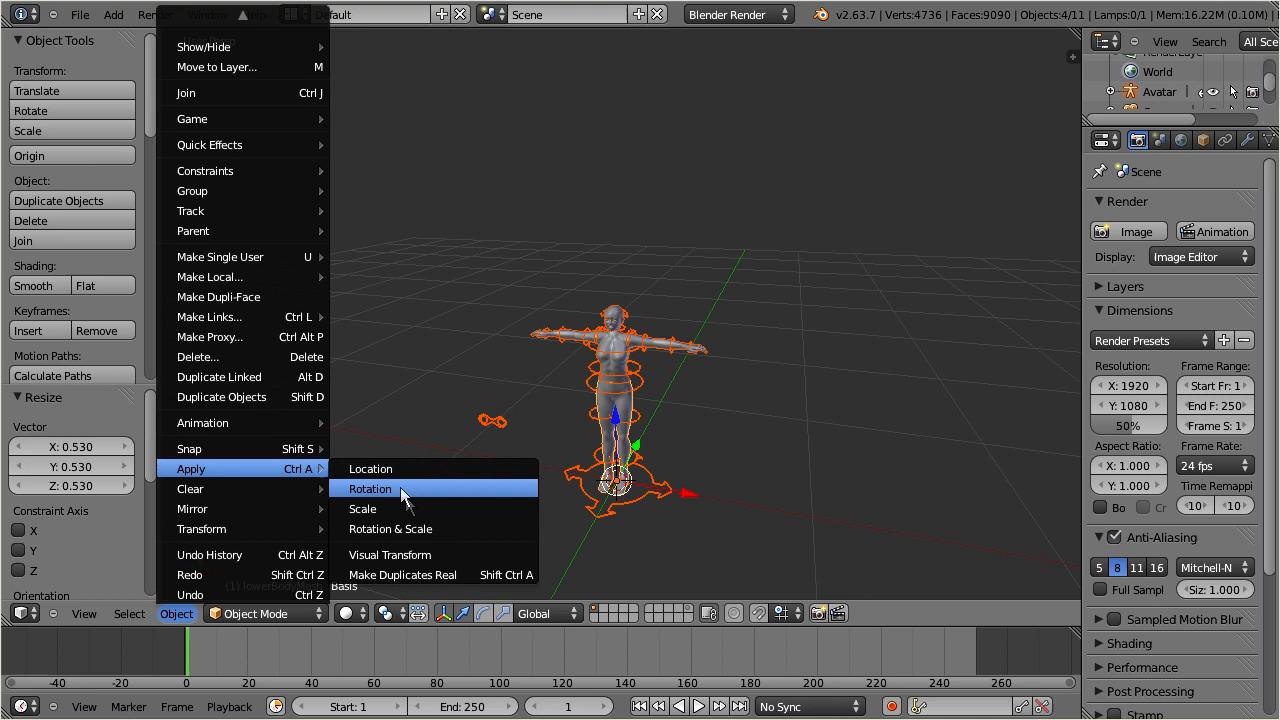 File Add Render Window Help Default Scene Blender Render v2.63.7 | Verts:4736 | Faces:9090 | Objects:4/11 | Lamps:0/1 | Mem:16.22M (0.10M)
Object Tools
Transform:
Translate
Rotate
Scale
Origin
Object:
Duplicate Objects
Delete
Join
Shading:
Smooth Flat
Keyframes:
Insert Remove
Motion Paths:
Calculate Paths
Resize
Vector
X: 0.530
Y: 0.530
Z: 0.530
Constraint Axis
X
Y
Z
Orientation
Show/Hide
Move to Layer... M
Join Ctrl J
Game
Quick Effects
Constraints
Group
Track
Parent
Make Single User U
Make Local...
Make Dupli-Face
Make Links... Ctrl L
Make Proxy... Ctrl Alt P
Delete... Delete
Duplicate Linked Alt D
Duplicate Objects Shift D
Animation
Snap Shift S
Apply Ctrl A
Clear
Mirror
Transform
Undo History Ctrl Alt Z
Redo Shift Ctrl Z
Undo Ctrl Z
Location
Rotation
Scale
Rotation & Scale
Visual Transform
Make Duplicates Real Shift Ctrl A
Basis
View Search All Sce
World
Avatar
Scene
Render
Image Animation
Display: Image Editor
Layers
Dimensions
Render Presets
Resolution: Frame Range:
X: 1920 Start Fr: 1
Y: 1080 End F: 250
50% Frame S: 1
Aspect Ratio: Frame Rate:
X: 1.000 24 fps
Y: 1.000 Time Remappi
Bo Cr 10 10
Anti-Aliasing
5 8 11 16 Mitchell-N
Full Sampl Siz: 1.000
Sampled Motion Blur
Shading
Performance
Post Processing
Stamp
View Select Object Object Mode Global
-40 -20 0 20 40 60 80 100 120 140 160 180 200 220 240 260
View Marker Frame Playback Start: 1 End: 250 1 No Sync